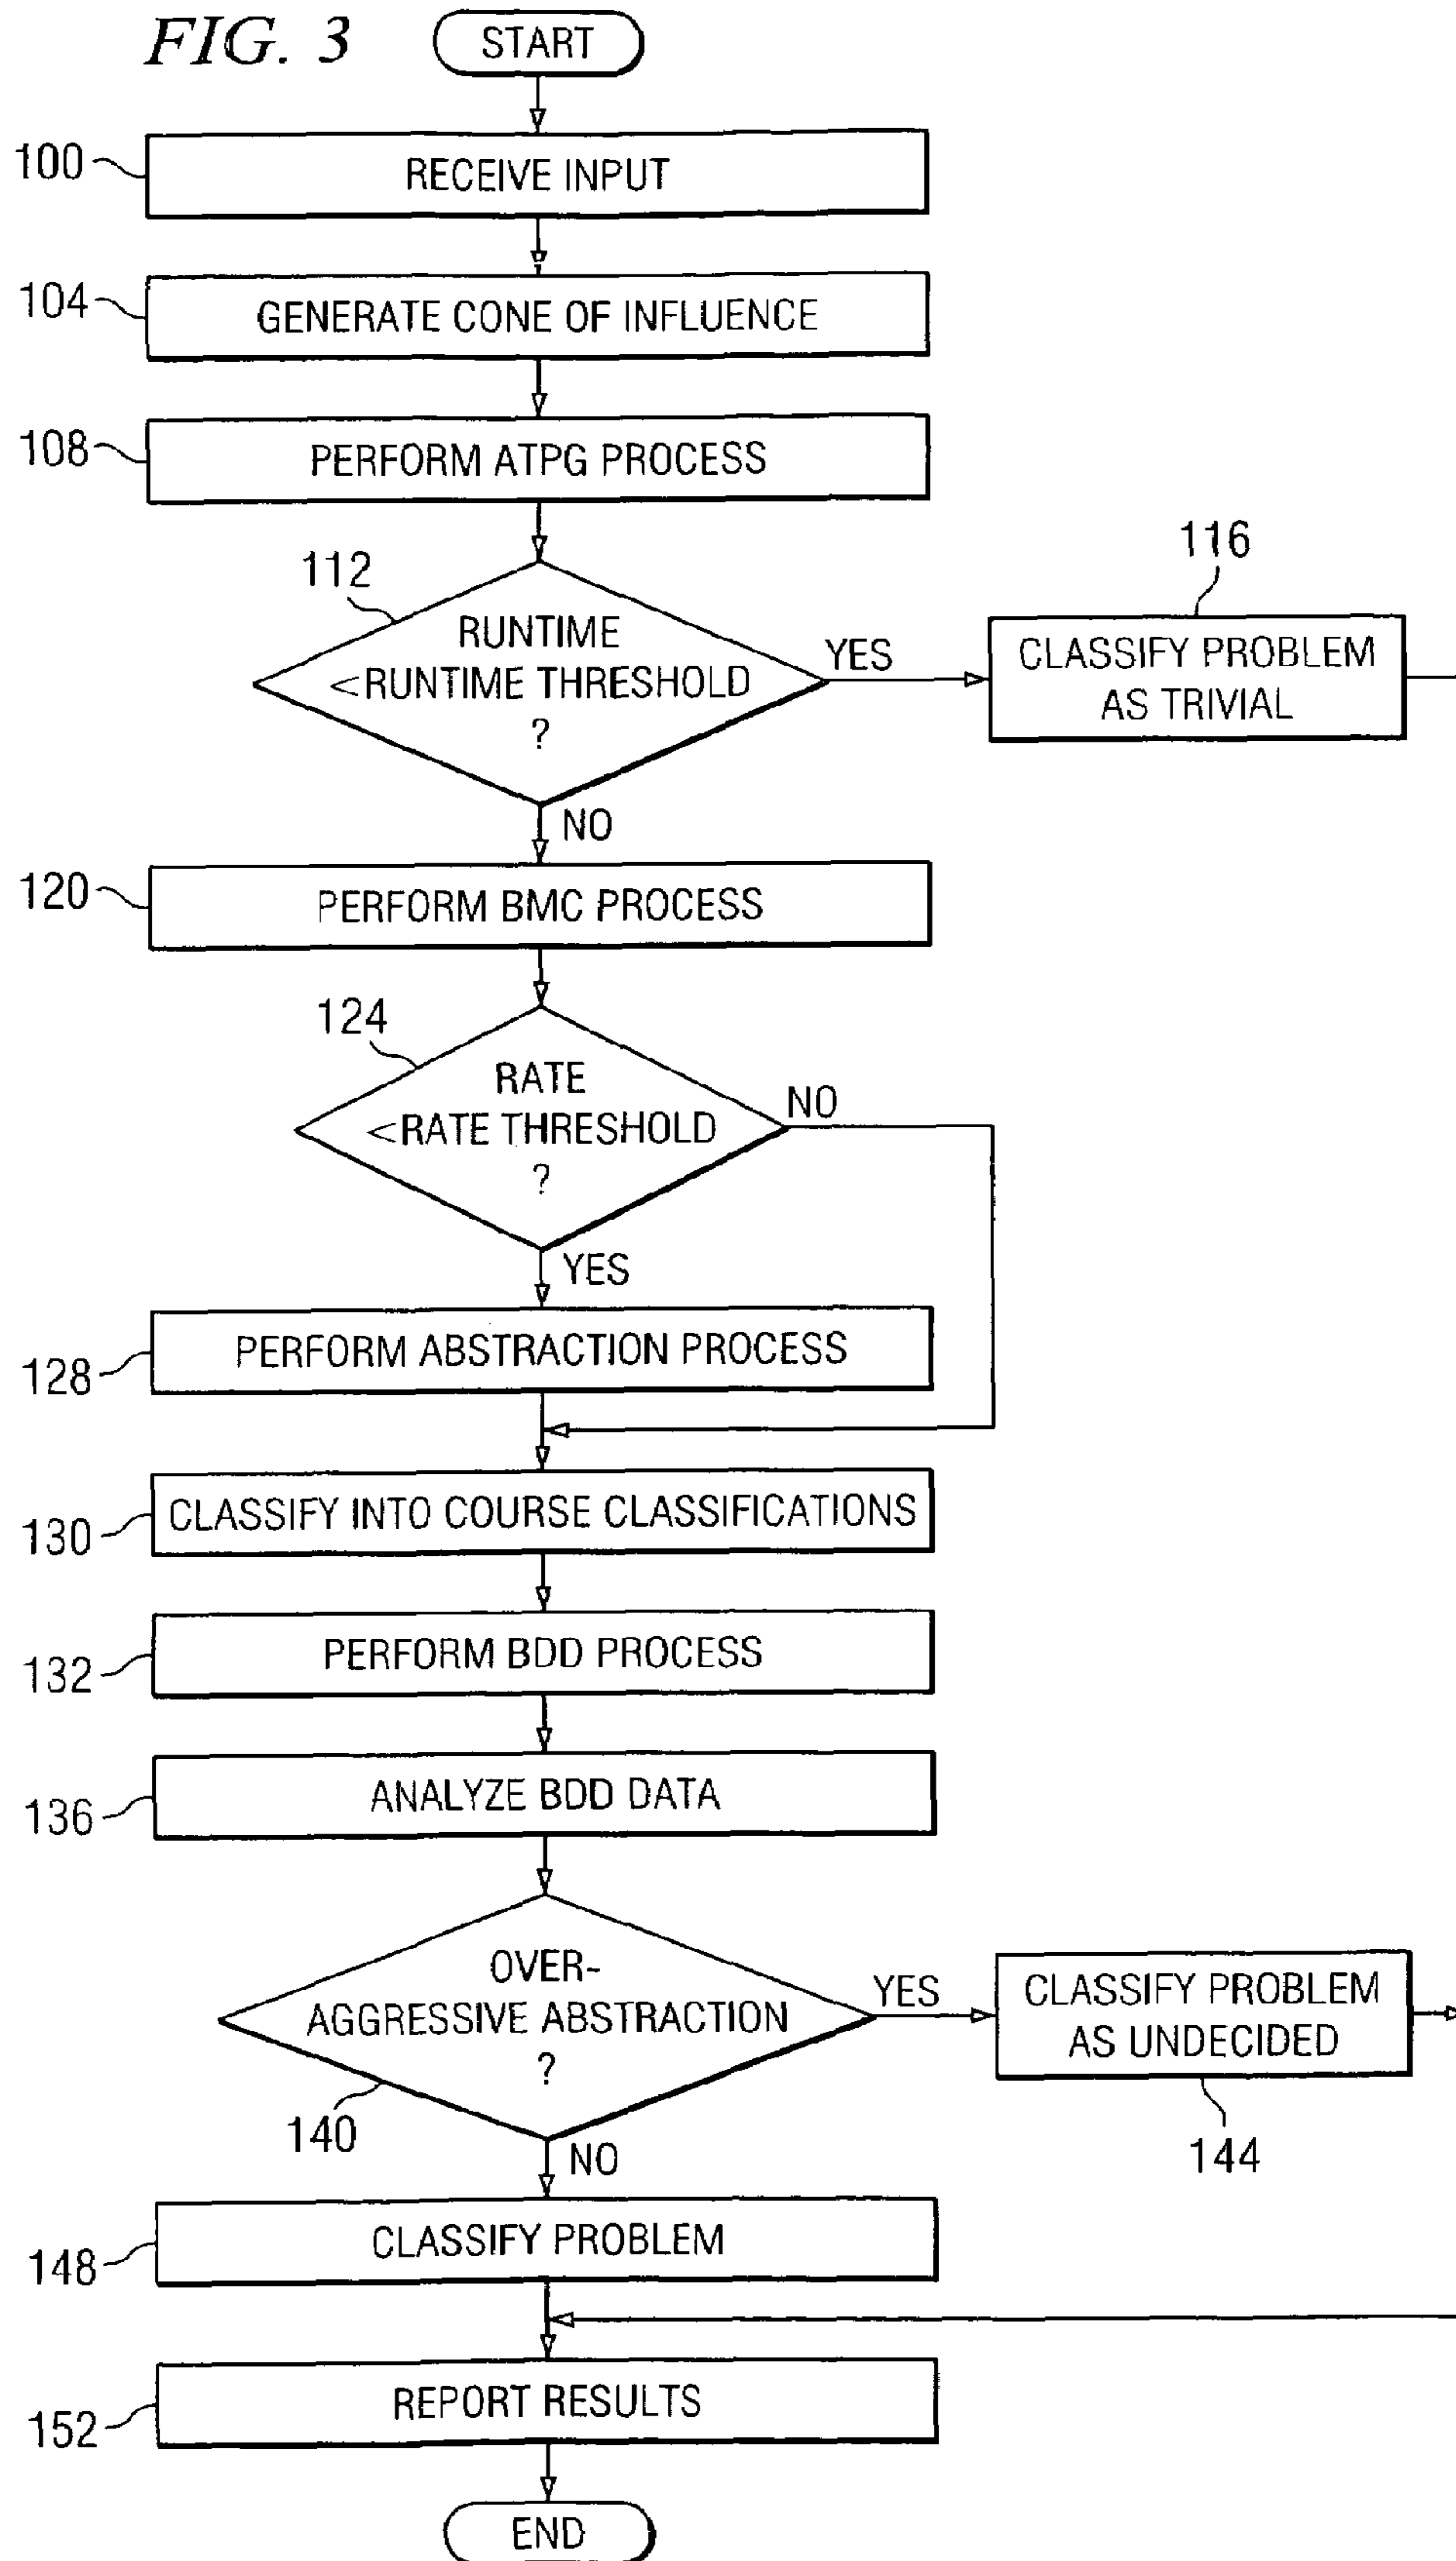 FIG. 3
START
100
RECEIVE INPUT
104
GENERATE CONE OF INFLUENCE
108
PERFORM ATPG PROCESS
112
RUNTIME
<RUNTIME THRESHOLD
?
YES
116
CLASSIFY PROBLEM
AS TRIVIAL
NO
120
PERFORM BMC PROCESS
124
RATE
<RATE THRESHOLD
?
NO
YES
128
PERFORM ABSTRACTION PROCESS
130
CLASSIFY INTO COURSE CLASSIFICATIONS
132
PERFORM BDD PROCESS
136
ANALYZE BDD DATA
OVER-
AGGRESSIVE ABSTRACTION
?
140
YES
CLASSIFY PROBLEM
AS UNDECIDED
144
NO
148
CLASSIFY PROBLEM
152
REPORT RESULTS
END